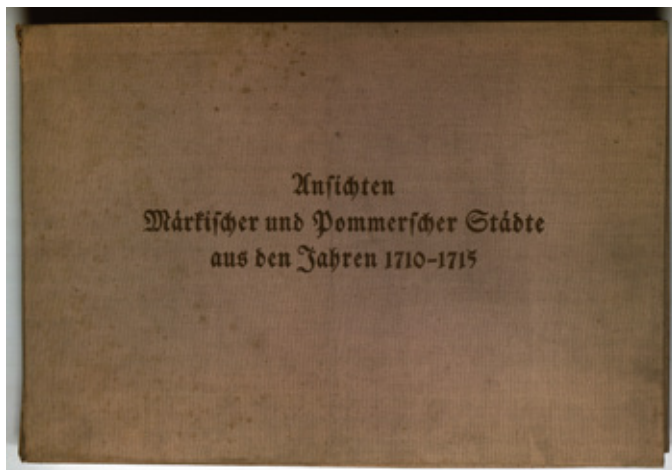 Ansichten
Märkischer und Pommerscher Städte
aus den Jahren 1710-1715